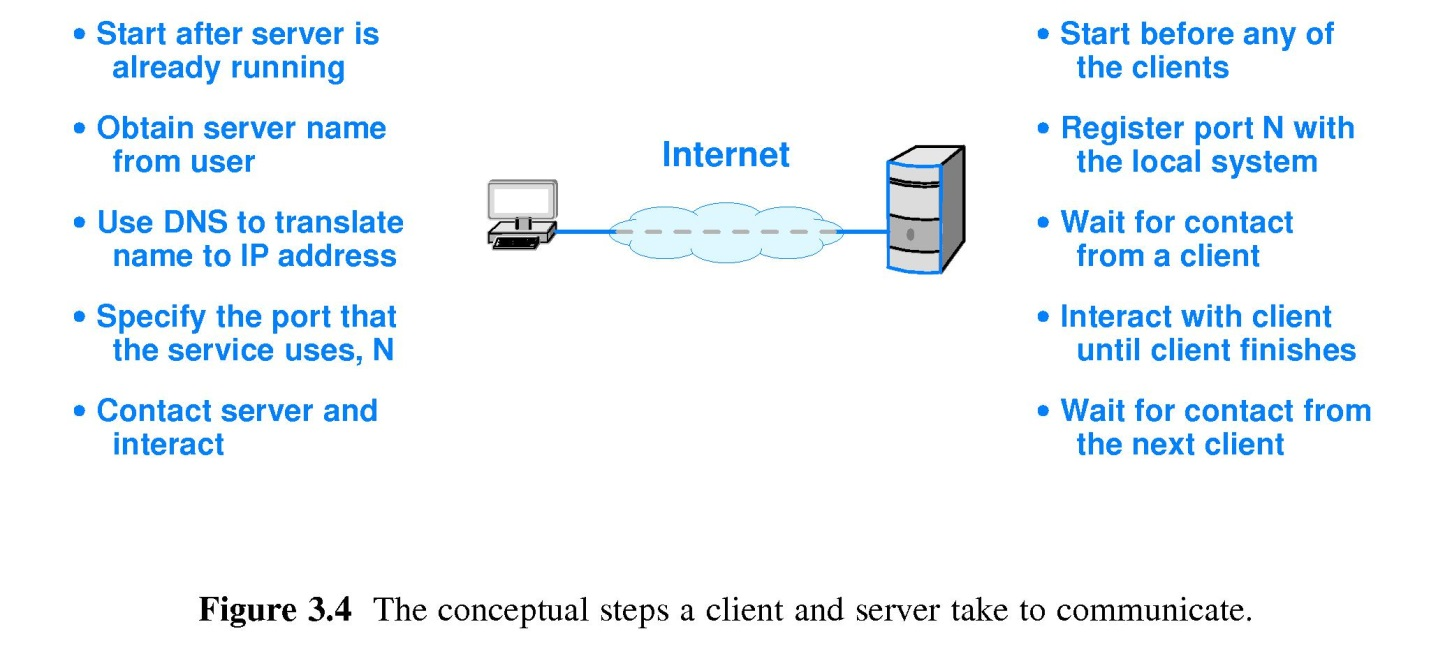 • Start after server is
already running
• Obtain server name
from user
• Use DNS to translate
name to IP address
• Specify the port that
the service uses, N
• Contact server and
interact
Internet
• Start before any of
the clients
• Register port N with
the local system
• Wait for contact
from a client
• Interact with client
until client finishes
• Wait for contact from
the next client
Figure 3.4 The conceptual steps a client and server take to communicate.